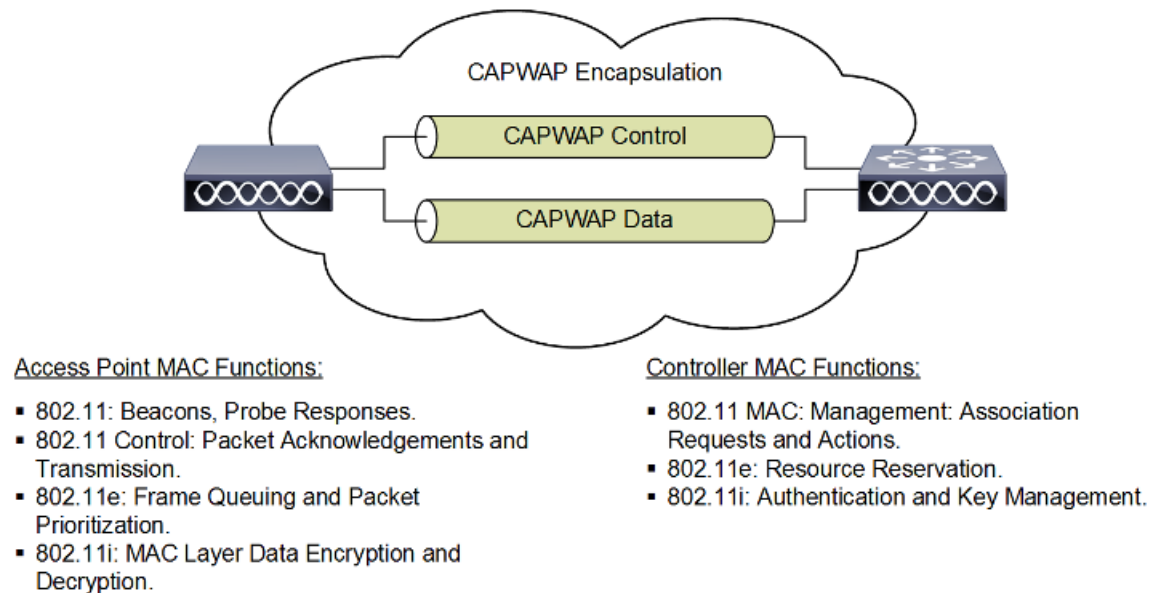 CAPWAP Encapsulation
CAPWAP Control
CAPWAP Data
Access Point MAC Functions:
▪ 802.11: Beacons, Probe Responses.
▪ 802.11 Control: Packet Acknowledgements and
Transmission.
▪ 802.11e: Frame Queuing and Packet
Prioritization.
▪ 802.11i: MAC Layer Data Encryption and
Decryption.
Controller MAC Functions:
▪ 802.11 MAC: Management: Association
Requests and Actions.
▪ 802.11e: Resource Reservation.
▪ 802.11i: Authentication and Key Management.